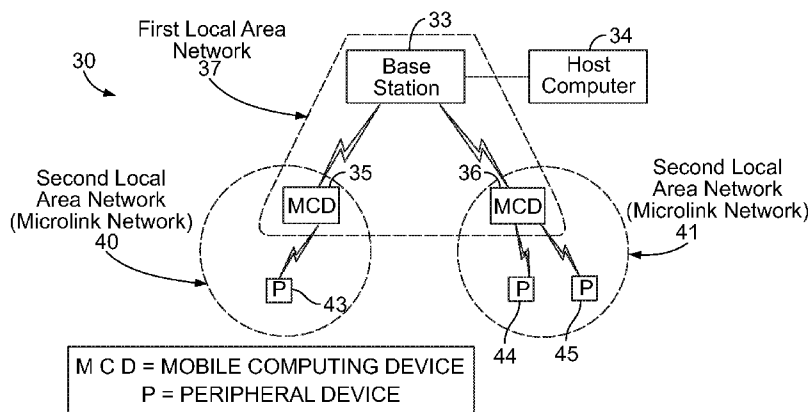 First Local Area
Network
37
30
33
Base
Station
34
Host
Computer
Second Local
Area Network
(Microlink Network)
40
35
MCD
36
MCD
Second Local
Area Network
(Microlink Network)
41
P
43
P
44
P
45
M C D = MOBILE COMPUTING DEVICE
P = PERIPHERAL DEVICE